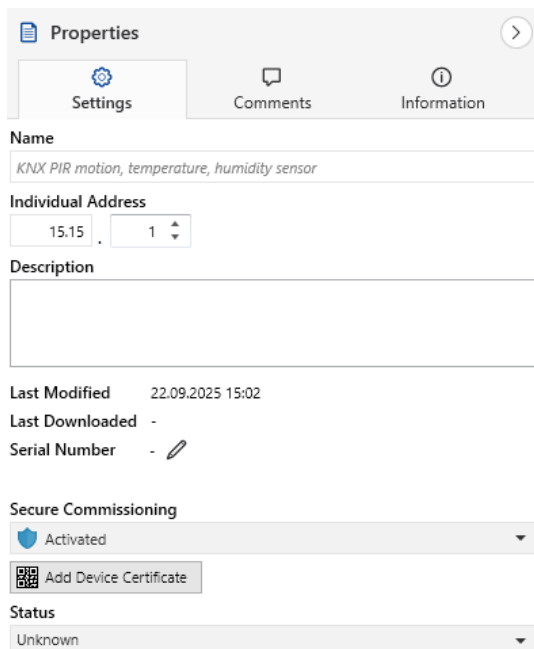 Properties
Settings
Comments
Information
Name
KNX PIR motion, temperature, humidity sensor
Individual Address
15.15 . 1
Description
Last Modified 22.09.2025 15:02
Last Downloaded -
Serial Number -
Secure Commissioning
Activated
Add Device Certificate
Status
Unknown